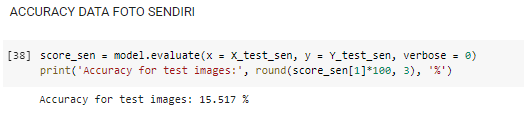 ACCURACY DATA FOTO SENDIRI
[38] score_sen = model.evaluate(x = X_test_sen, y = Y_test_sen, verbose = 0)
print('Accuracy for test images:', round(score_sen[1]*100, 3), '%')
Accuracy for test images: 15.517 %